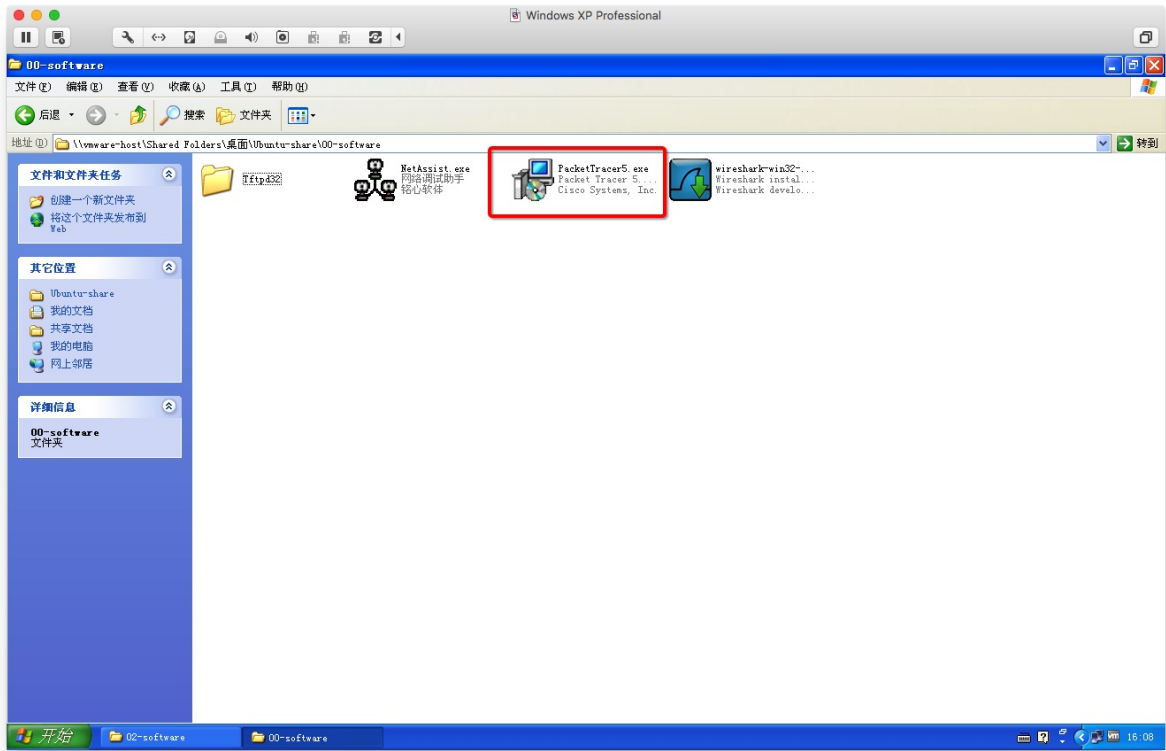 Windows XP Professional
00-software
文件(F) 编辑(E) 查看(V) 收藏(A) 工具(T) 帮助(H)
后退 搜索 文件夹
地址(D) \\vmware-host\Shared Folders\桌面\Ubuntu-share\00-software 转到
文件和文件夹任务
创建一个新文件夹
将这个文件夹发布到
Web
其它位置
Ubuntu-share
我的文档
共享文档
我的电脑
网上邻居
详细信息
00-software
文件夹
Tftpd32
NetAssist.exe
网络调试助手
铭心软体
PacketTracer5.exe
Packet Tracer 5....
Cisco Systems, Inc.
wireshark-win32-...
Wireshark instal...
Wireshark develo...
开始 02-software 00-software 16:08